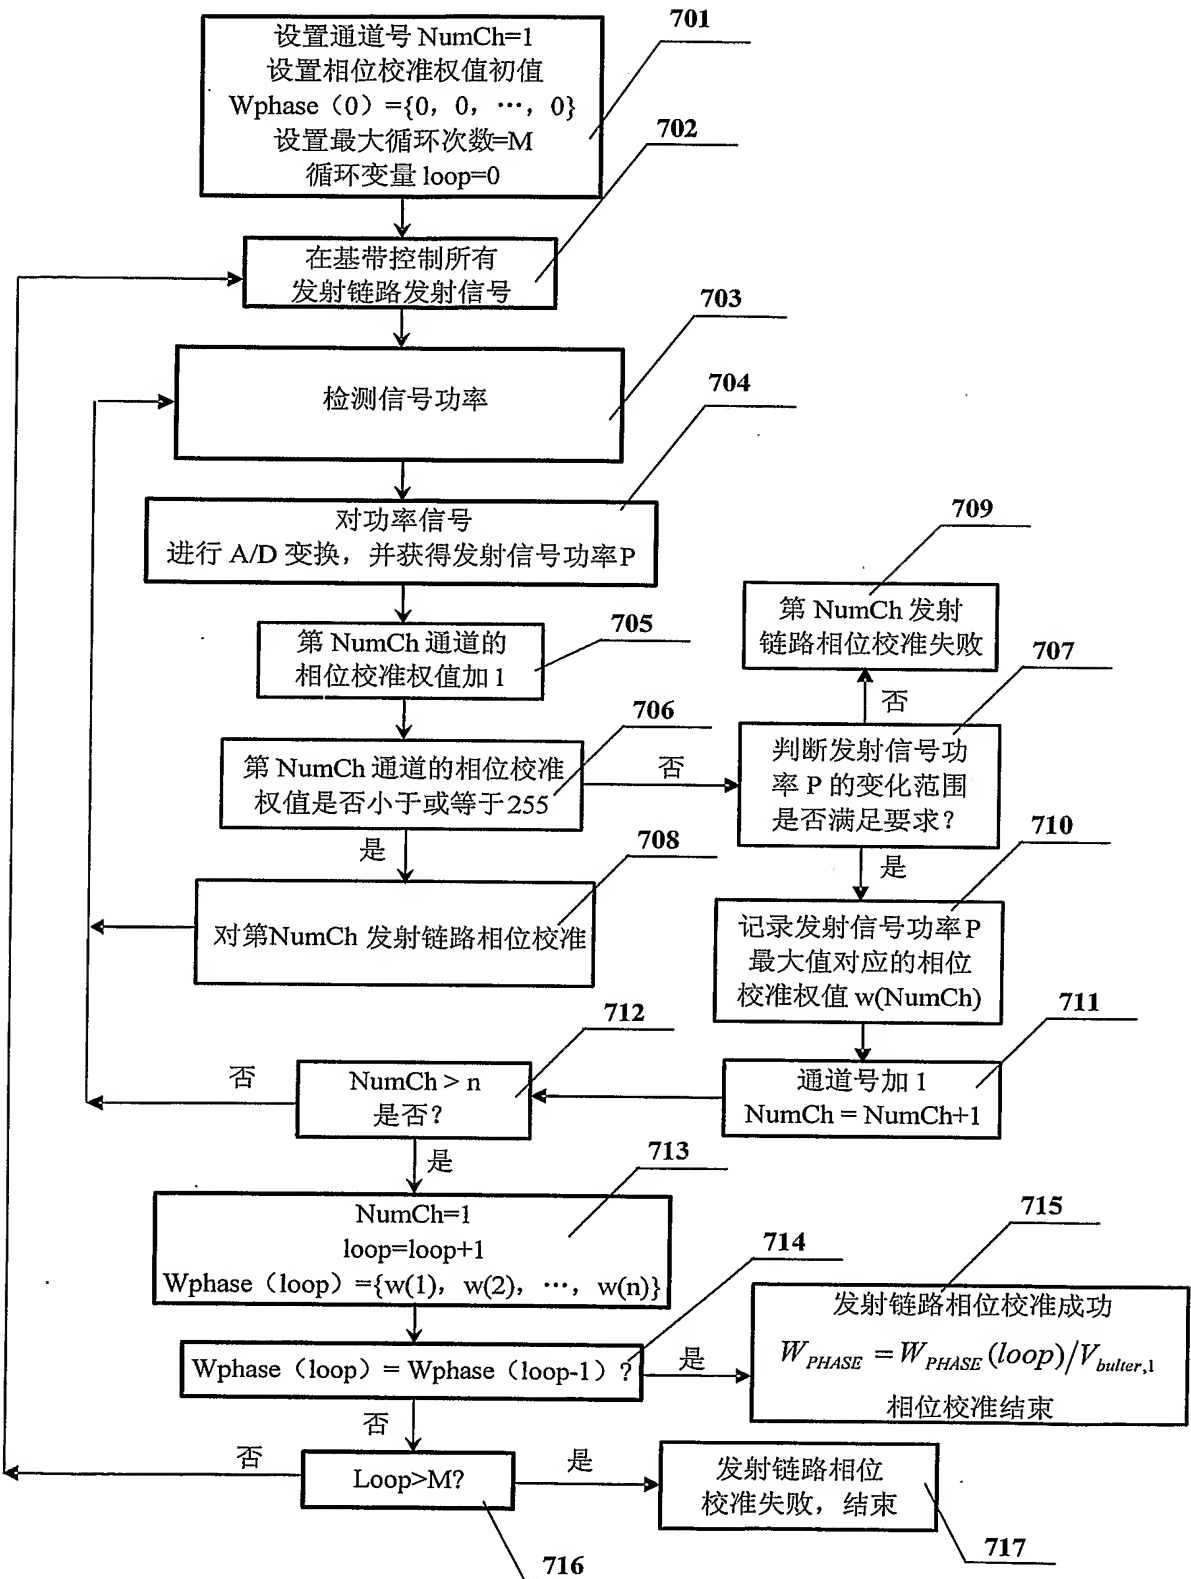 设置通道号 NumCh=1
设置相位校准权值初值
Wphase（0）={0，0，…，0}
设置最大循环次数=M
循环变量 loop=0
701
702
在基带控制所有
发射链路发射信号
703
检测信号功率
704
对功率信号
进行 A/D 变换，并获得发射信号功率P
705
第 NumCh 通道的
相位校准权值加 1
709
第 NumCh 发射
链路相位校准失败
否
706
第 NumCh 通道的相位校准
权值是否小于或等于 255
否
是
707
判断发射信号功
率 P 的变化范围
是否满足要求？
是
708
对第NumCh 发射链路相位校准
710
记录发射信号功率P
最大值对应的相位
校准权值 w(NumCh)
711
通道号加 1
NumCh = NumCh+1
712
NumCh > n
是否？
否
是
713
NumCh=1
loop=loop+1
Wphase（loop）={w(1)，w(2)，…，w(n)}
714
Wphase（loop）= Wphase（loop-1）？
是
否
715
发射链路相位校准成功
W_PHASE = W_PHASE (loop)/V_bulter,1
相位校准结束
Loop>M?
否
是
716
发射链路相位
校准失败，结束
717